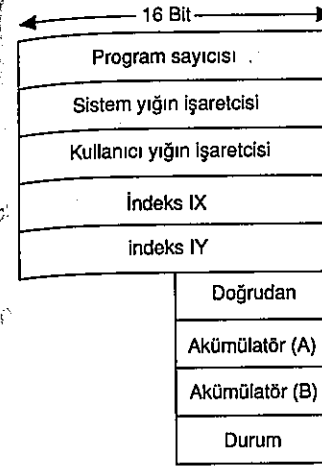 16 Bit
Program sayıcısı
Sistem yığın işaretcisi
Kullanıcı yığın işaretcisi
İndeks IX
indeks IY
Doğrudan
Akümülatör (A)
Akümülatör (B)
Durum